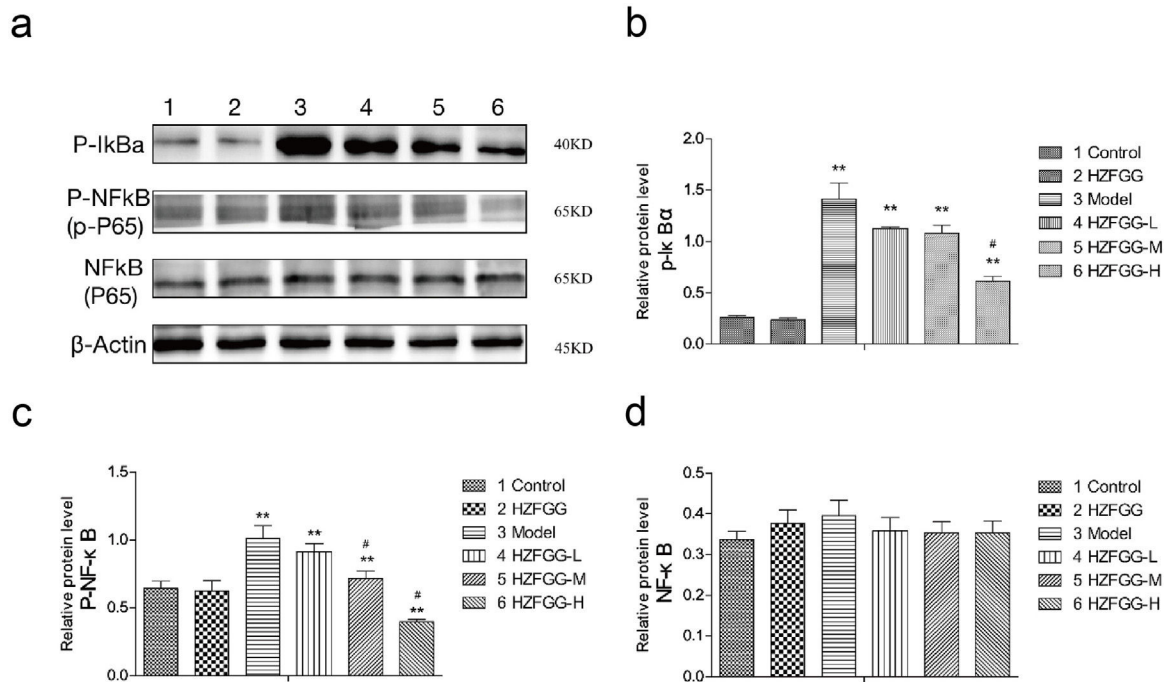 a
1 2 3 4 5 6
P-IkBa 40KD
P-NFkB
(p-P65) 65KD
NFkB
(P65) 65KD
β-Actin 45KD
b
Relative protein level
p-Iκ Bα
2.0
1.5
1.0
0.5
0.0
**
**
**
#
**
1 Control
2 HZFGG
3 Model
4 HZFGG-L
5 HZFGG-M
6 HZFGG-H
c
Relative protein level
P-NF-κ B
1.5
1.0
0.5
0.0
**
**
#
**
#
**
1 Control
2 HZFGG
3 Model
4 HZFGG-L
5 HZFGG-M
6 HZFGG-H
d
Relative protein level
NF-κ B
0.5
0.4
0.3
0.2
0.1
0.0
1 Control
2 HZFGG
3 Model
4 HZFGG-L
5 HZFGG-M
6 HZFGG-H